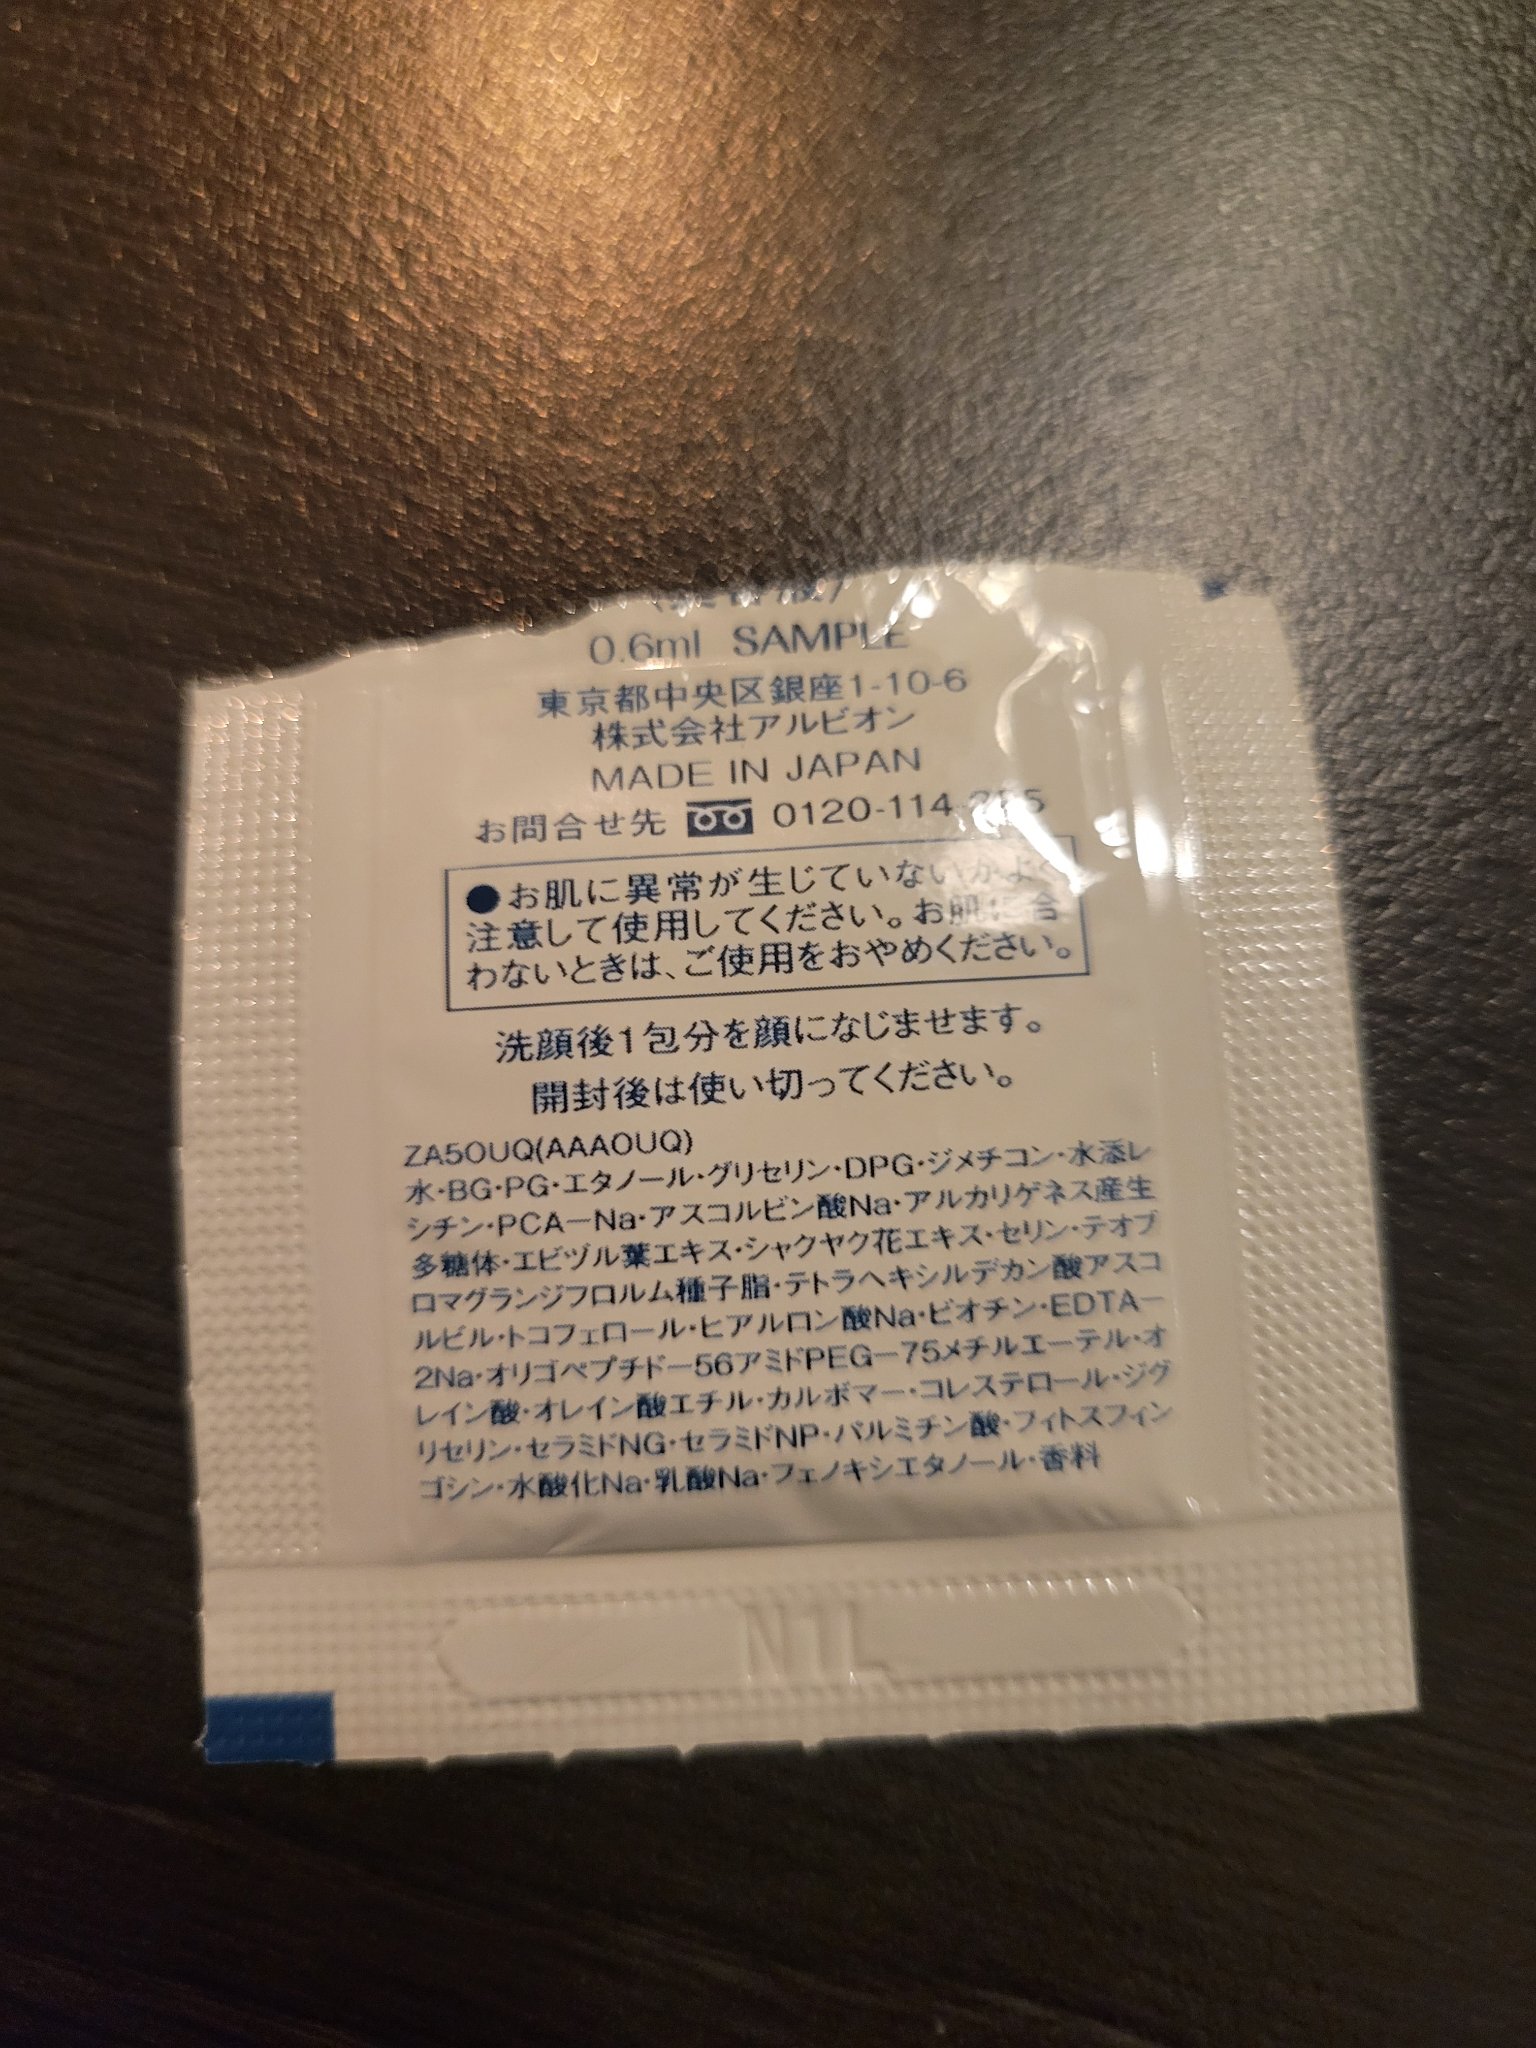 0.6ml SAMPLE
東京都中央区銀座1-10-6
株式会社アルビオン
MADE IN JAPAN
お問合せ先 0120-114-225
●お肌に異常が生じていないかよく
注意して使用してください。お肌に合
わないときは、ご使用をおやめください。
洗顔後1包分を顔になじませます。
開封後は使い切ってください。
ZA5OUQ(AAAOUQ)
水・BG・PG・エタノール・グリセリン・DPG・ジメチコン・水添レ
シチン・PCA－Na・アスコルビン酸Na・アルカリゲネス産生
多糖体・エビヅル葉エキス・シャクヤク花エキス・セリン・テオブ
ロマグランジフロルム種子脂・テトラヘキシルデカン酸アスコ
ルビル・トコフェロール・ヒアルロン酸Na・ビオチン・EDTA－
2Na・オリゴペプチド－56アミドPEG－75メチルエーテル・オ
レイン酸・オレイン酸エチル・カルボマー・コレステロール・ジグ
リセリン・セラミドNG・セラミドNP・パルミチン酸・フィトスフィン
ゴシン・水酸化Na・乳酸Na・フェノキシエタノール・香料